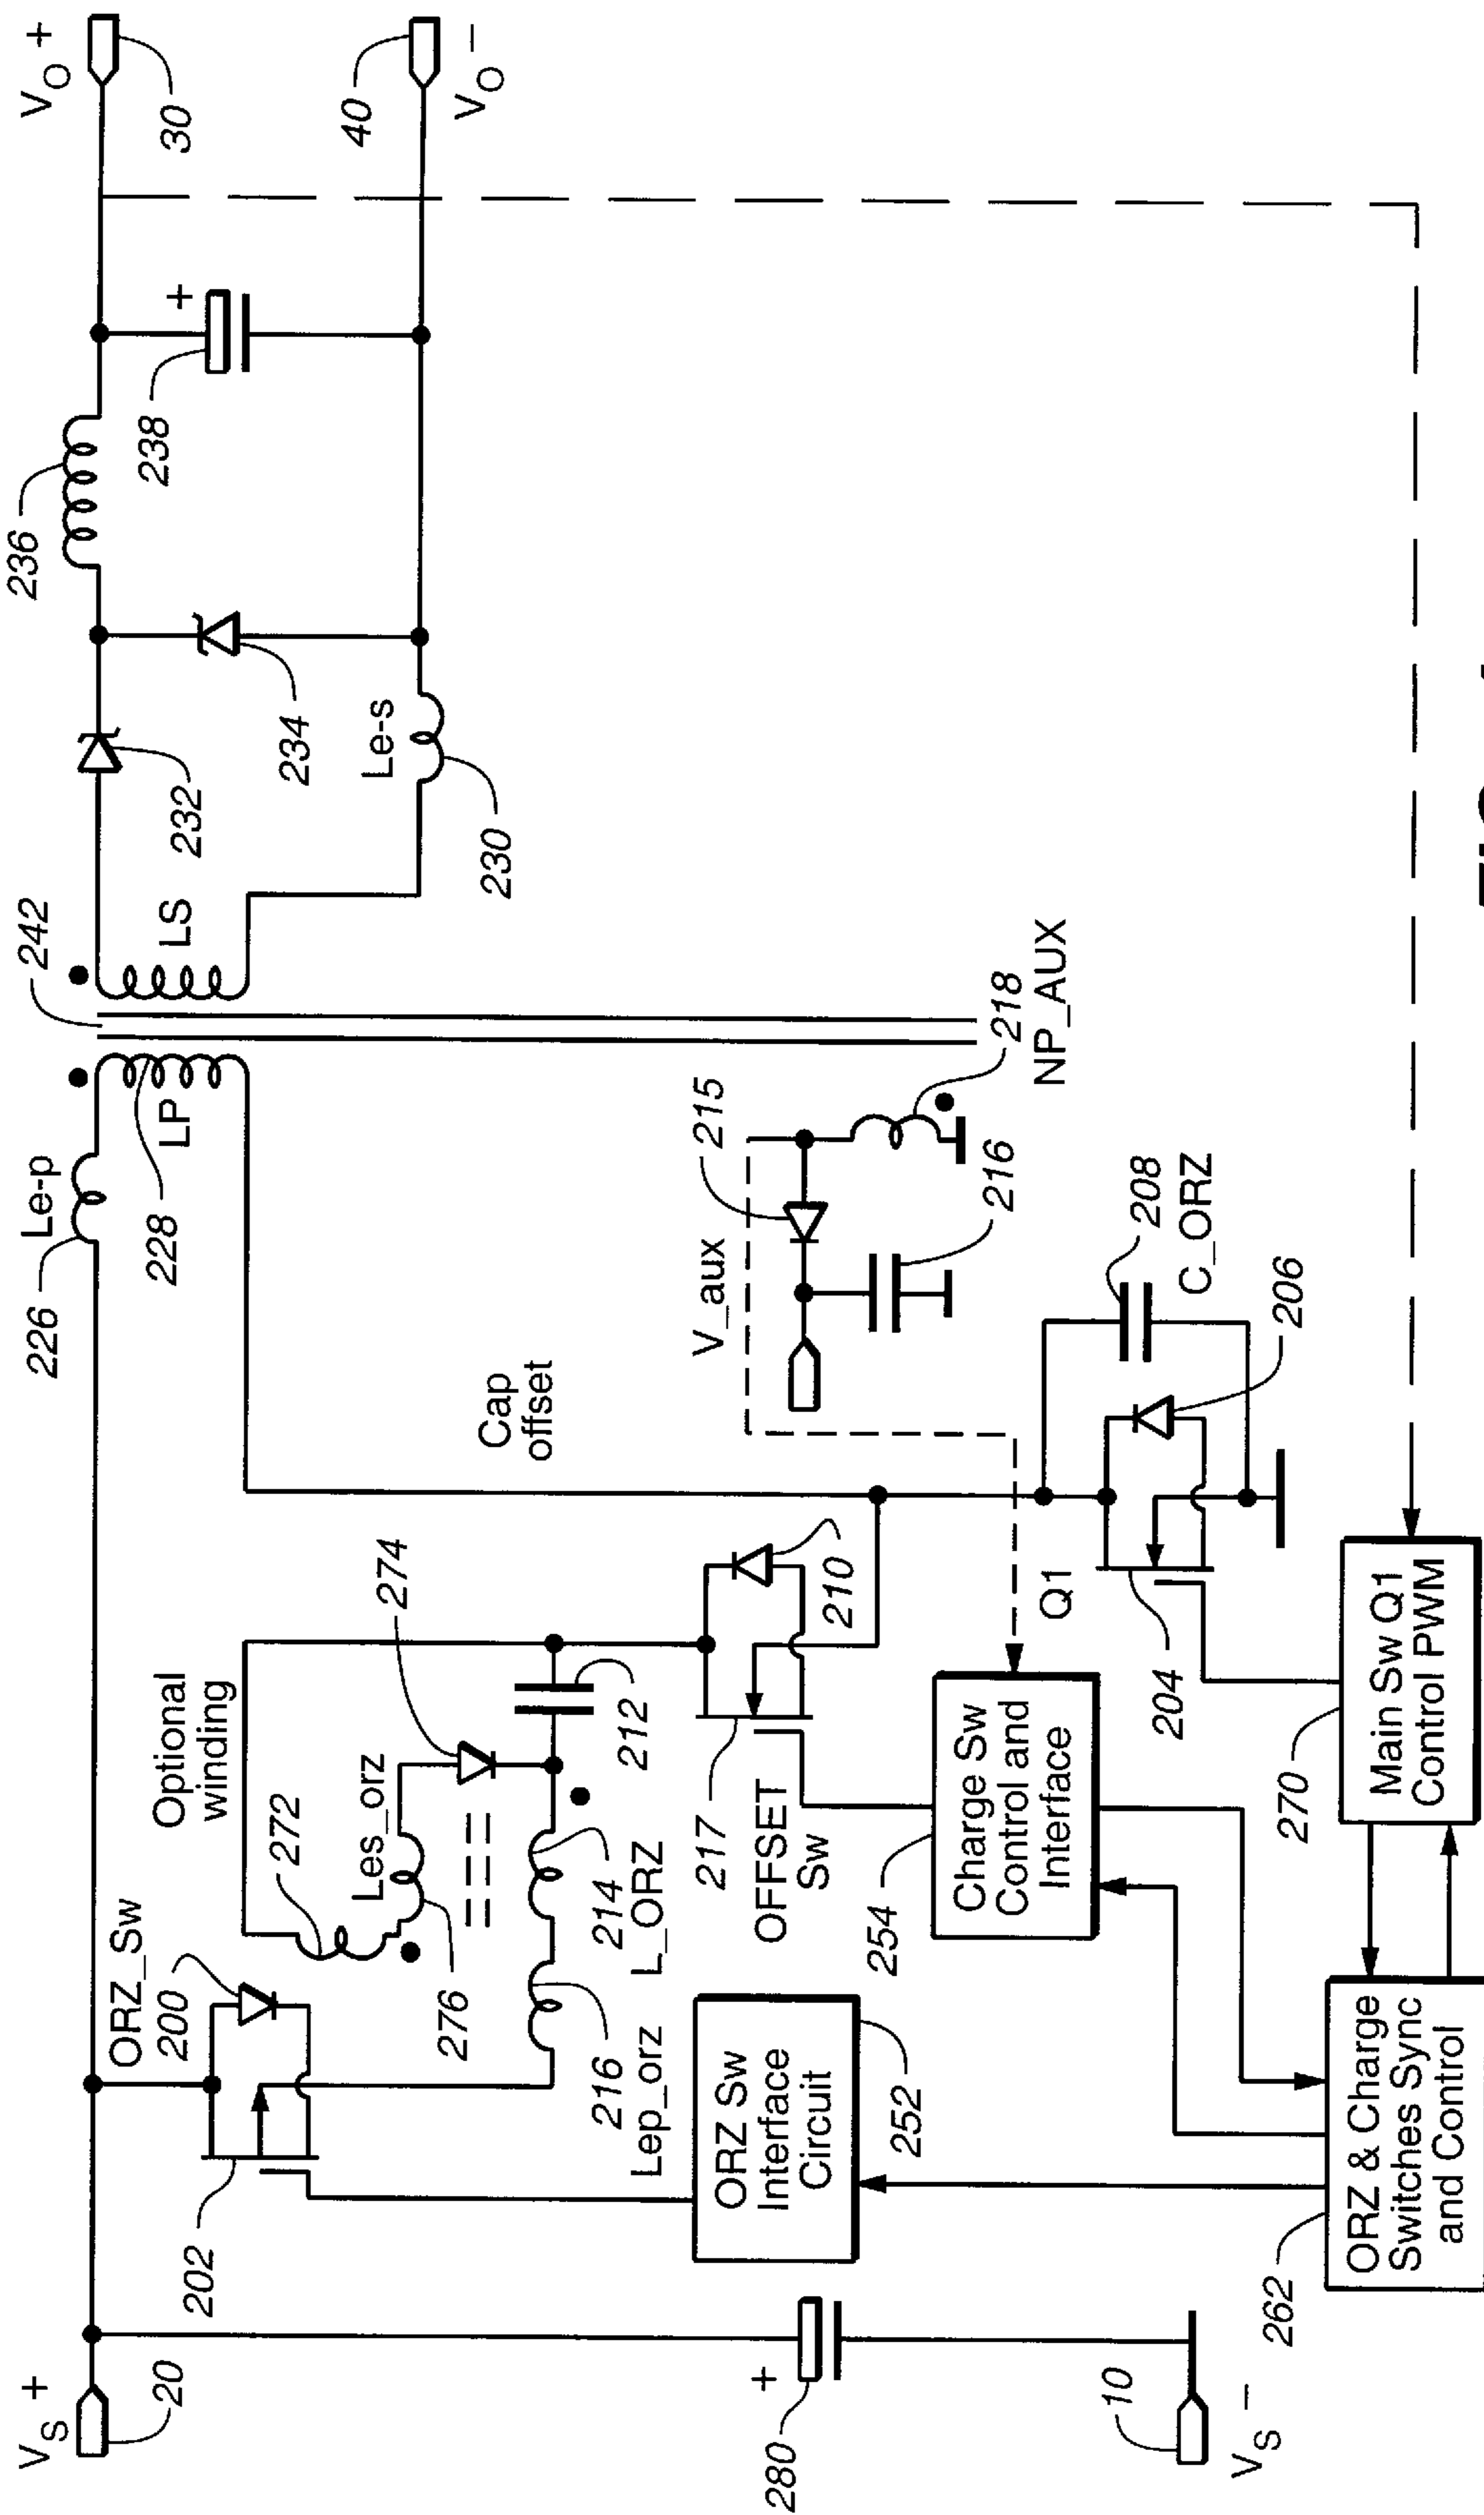 Vs +
20
280
+
10
Vs −
202
ORZ_Sw
200
Optional
winding
272
Les_orz
276
274
212
214
L_ORZ
216
Lep_orz
ORZ Sw
Interface
Circuit
252
217
OFFSET
Sw
210
Cap
offset
254
Charge Sw
Control and
Interface
262
ORZ & Charge
Switches Sync
and Control
270
Main Sw Q1
Control PWM
Q1
204
206
208
C_ORZ
V_aux
215
216
218
NP_AUX
226
Le-p
228
LP
242
LS
232
234
Le-s
230
236
238
+
Vo +
30
40
Vo −